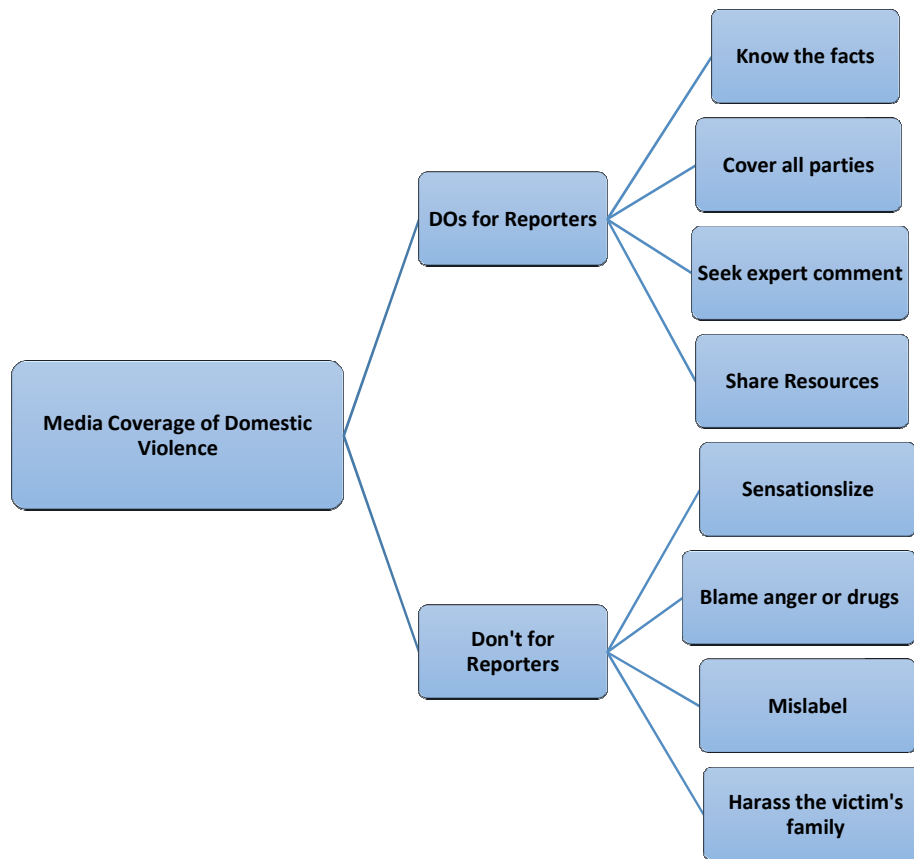 Media Coverage of Domestic
Violence
DOs for Reporters
Know the facts
Cover all parties
Seek expert comment
Share Resources
Don't for
Reporters
Sensationslize
Blame anger or drugs
Mislabel
Harass the victim's
family